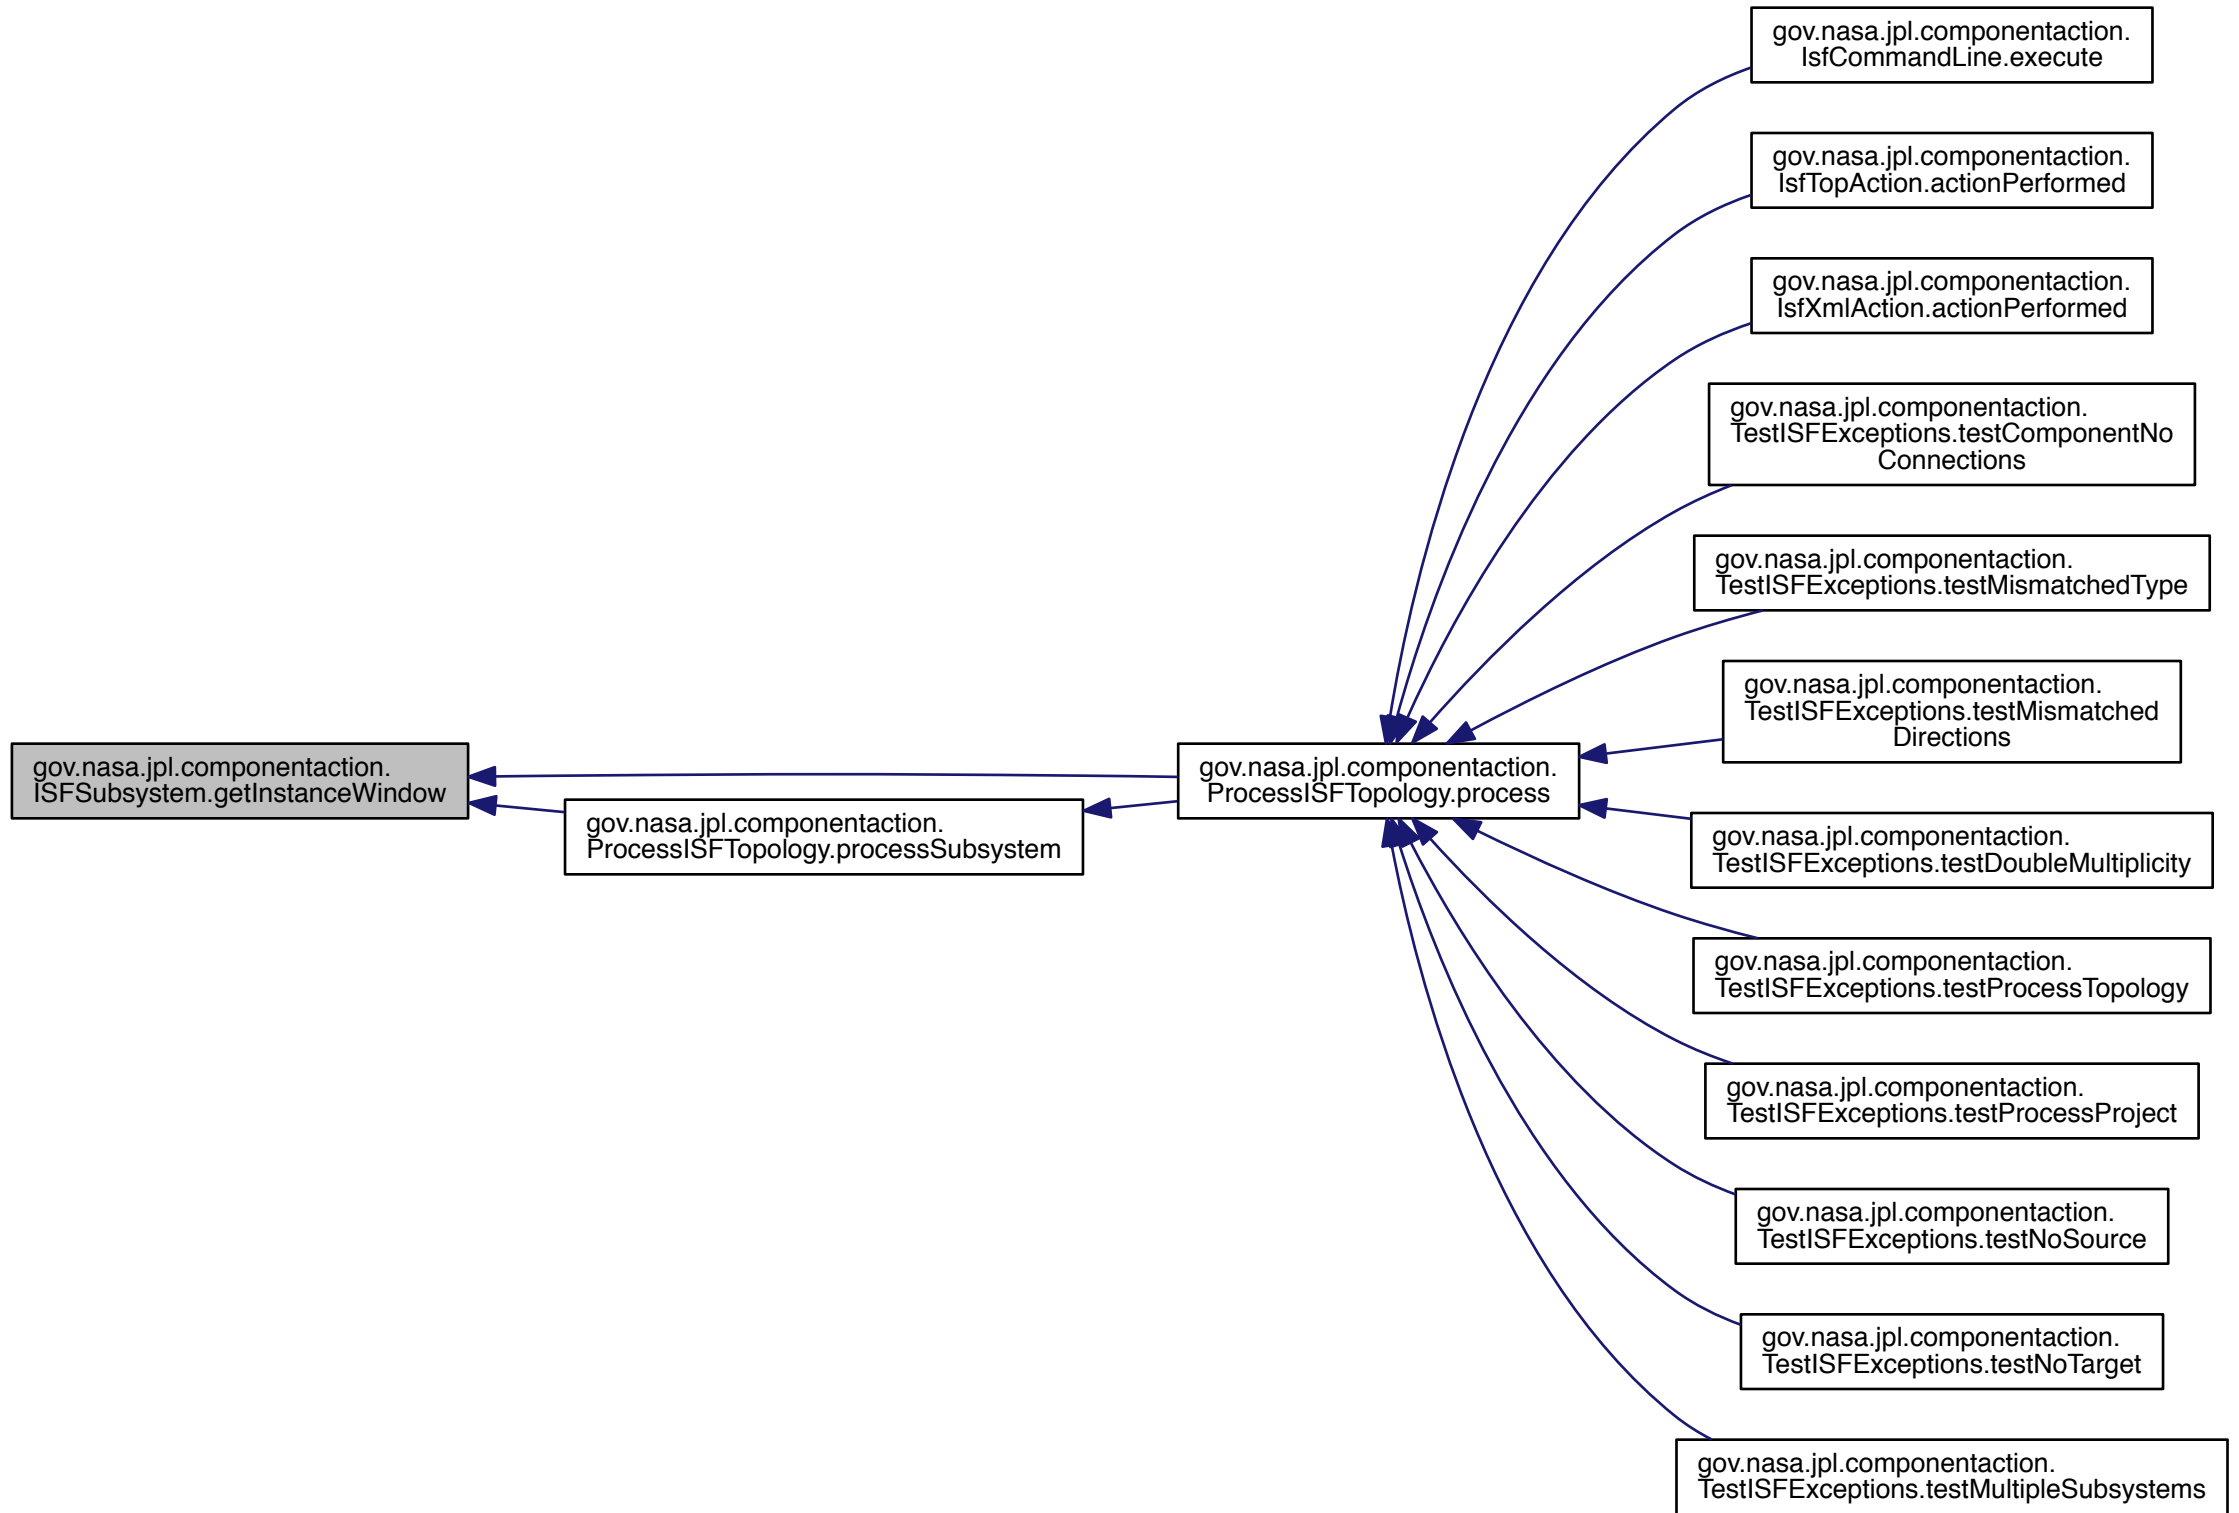 gov.nasa.jpl.componentaction.
IsfCommandLine.execute
gov.nasa.jpl.componentaction.
IsfTopAction.actionPerformed
gov.nasa.jpl.componentaction.
IsfXmlAction.actionPerformed
gov.nasa.jpl.componentaction.
TestISFExceptions.testComponentNo
Connections
gov.nasa.jpl.componentaction.
TestISFExceptions.testMismatchedType
gov.nasa.jpl.componentaction.
TestISFExceptions.testMismatched
Directions
gov.nasa.jpl.componentaction.
ISFSubsystem.getInstanceWindow
gov.nasa.jpl.componentaction.
ProcessISFTopology.process
gov.nasa.jpl.componentaction.
ProcessISFTopology.processSubsystem
gov.nasa.jpl.componentaction.
TestISFExceptions.testDoubleMultiplicity
gov.nasa.jpl.componentaction.
TestISFExceptions.testProcessTopology
gov.nasa.jpl.componentaction.
TestISFExceptions.testProcessProject
gov.nasa.jpl.componentaction.
TestISFExceptions.testNoSource
gov.nasa.jpl.componentaction.
TestISFExceptions.testNoTarget
gov.nasa.jpl.componentaction.
TestISFExceptions.testMultipleSubsystems